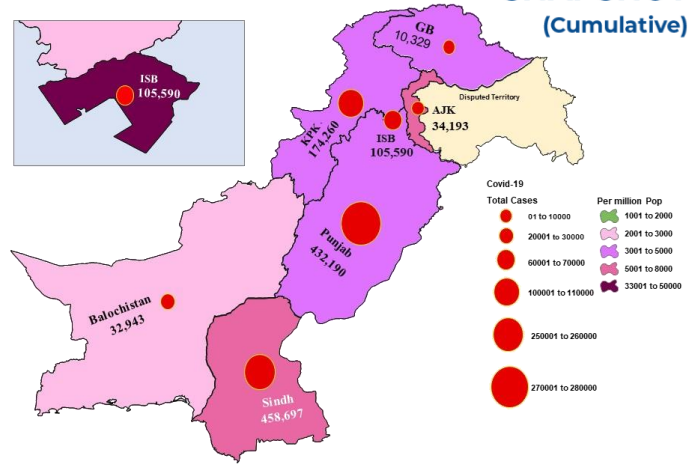 (Cumulative)
ISB
105,590
GB
10,329
Disputed Territory
AJK
34,193
KPK
174,260
ISB
105,590
Punjab
432,190
Balochistan
32,943
Sindh
458,697
Covid-19
Total Cases
01 to 10000
20001 to 30000
60001 to 70000
100001 to 110000
250001 to 260000
270001 to 280000
Per million Pop
1001 to 2000
2001 to 3000
3001 to 5000
5001 to 8000
33001 to 50000